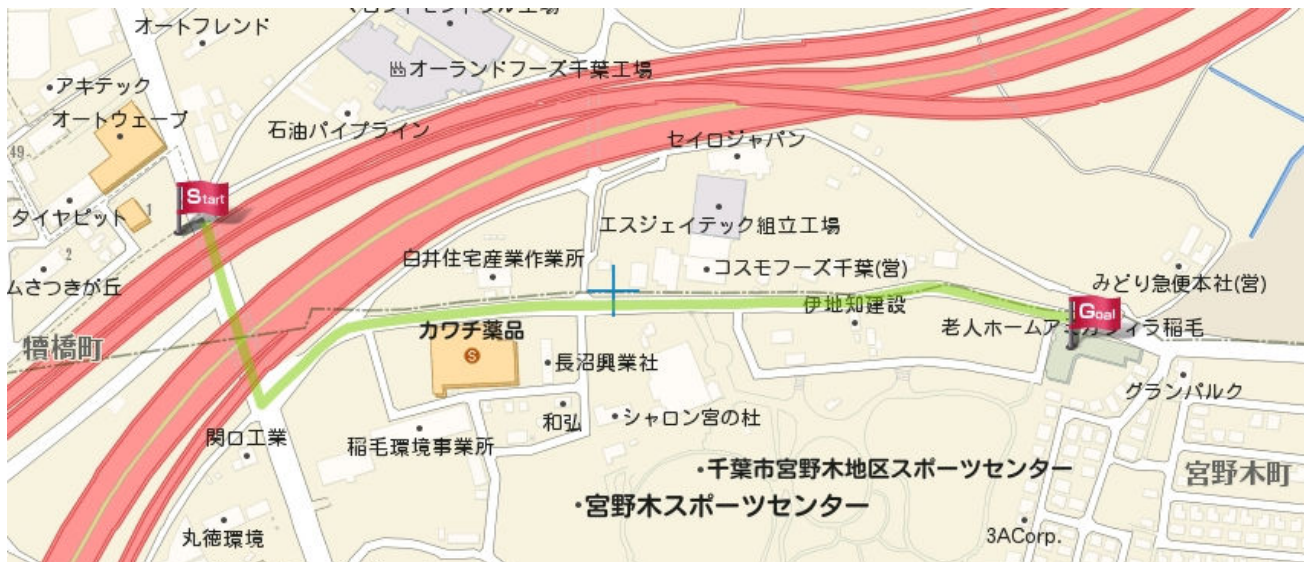 オートフレンド
アキテック
オーランドフーズ千葉工場
オートウェーブ
石油パイプライン
セイロジャパン
49
Start
タイヤピット
1
エスジェイテック組立工場
2
臼井住宅産業作業所
コスモフーズ千葉(営)
ムさつきが丘
みどり急便本社(営)
伊地知建設
Goal
老人ホームア
ィラ稲毛
カワチ薬品
S
犢橋町
長沼興業社
グランパルク
和弘
シャロン宮の杜
関口工業
稲毛環境事業所
千葉市宮野木地区スポーツセンター
宮野木町
宮野木スポーツセンター
丸徳環境
3ACorp.